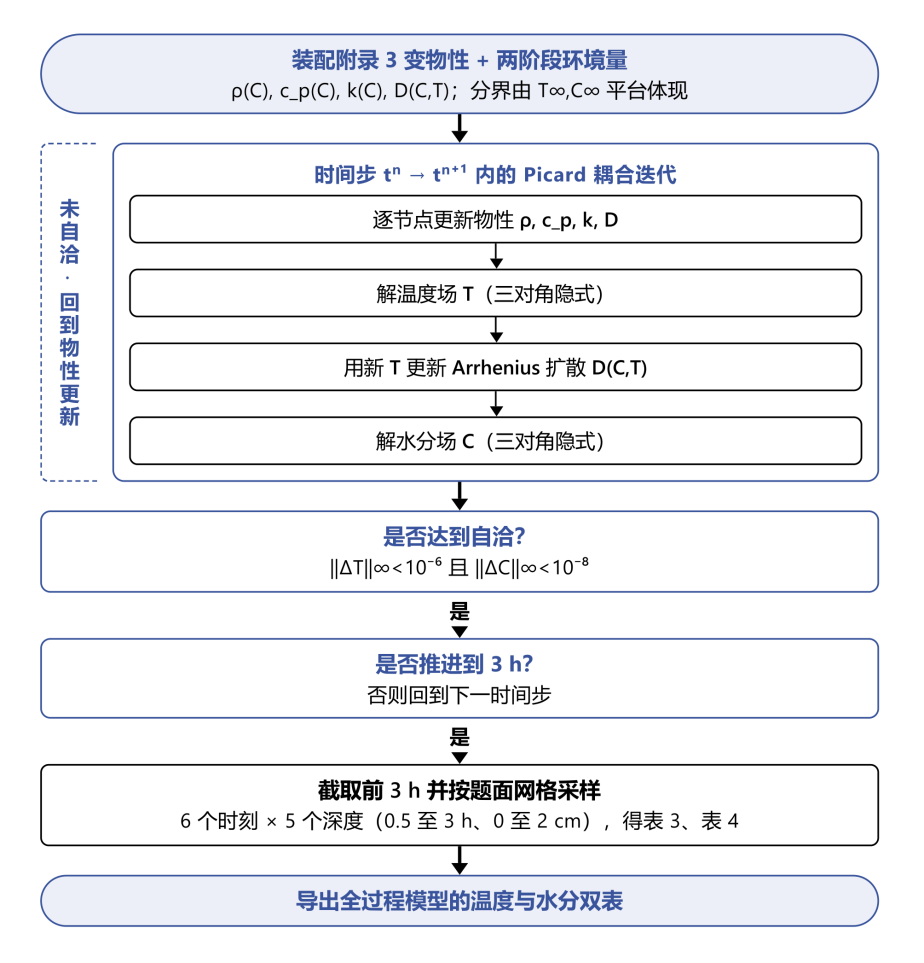 装配附录 3 变物性 + 两阶段环境量
ρ(C), c_p(C), k(C), D(C,T)；分界由 T∞,C∞ 平台体现
未自洽·回到物性更新
时间步 tⁿ → tⁿ⁺¹ 内的 Picard 耦合迭代
逐节点更新物性 ρ, c_p, k, D
解温度场 T（三对角隐式）
用新 T 更新 Arrhenius 扩散 D(C,T)
解水分场 C（三对角隐式）
是否达到自洽？
||ΔT||∞<10⁻⁶ 且 ||ΔC||∞<10⁻⁸
是
是否推进到 3 h？
否则回到下一时间步
是
截取前 3 h 并按题面网格采样
6 个时刻 × 5 个深度（0.5 至 3 h、0 至 2 cm），得表 3、表 4
导出全过程模型的温度与水分双表